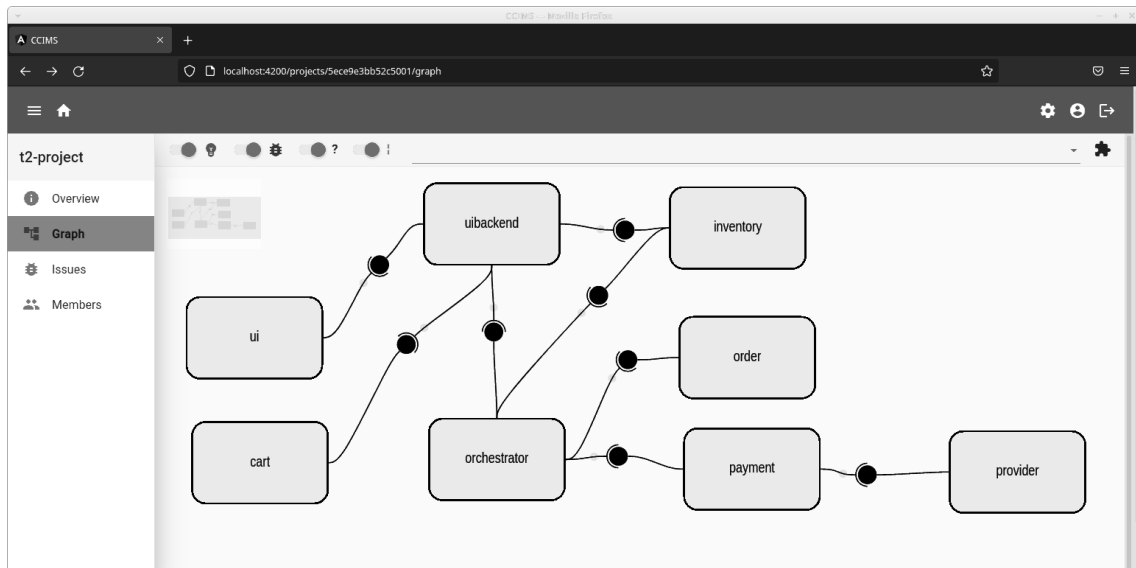 CCIMS — Mozilla Firefox
CCIMS
localhost:4200/projects/5ece9e3bb52c5001/graph
t2-project
?
Overview
Graph
Issues
Members
uibackend
inventory
ui
order
cart
orchestrator
payment
provider